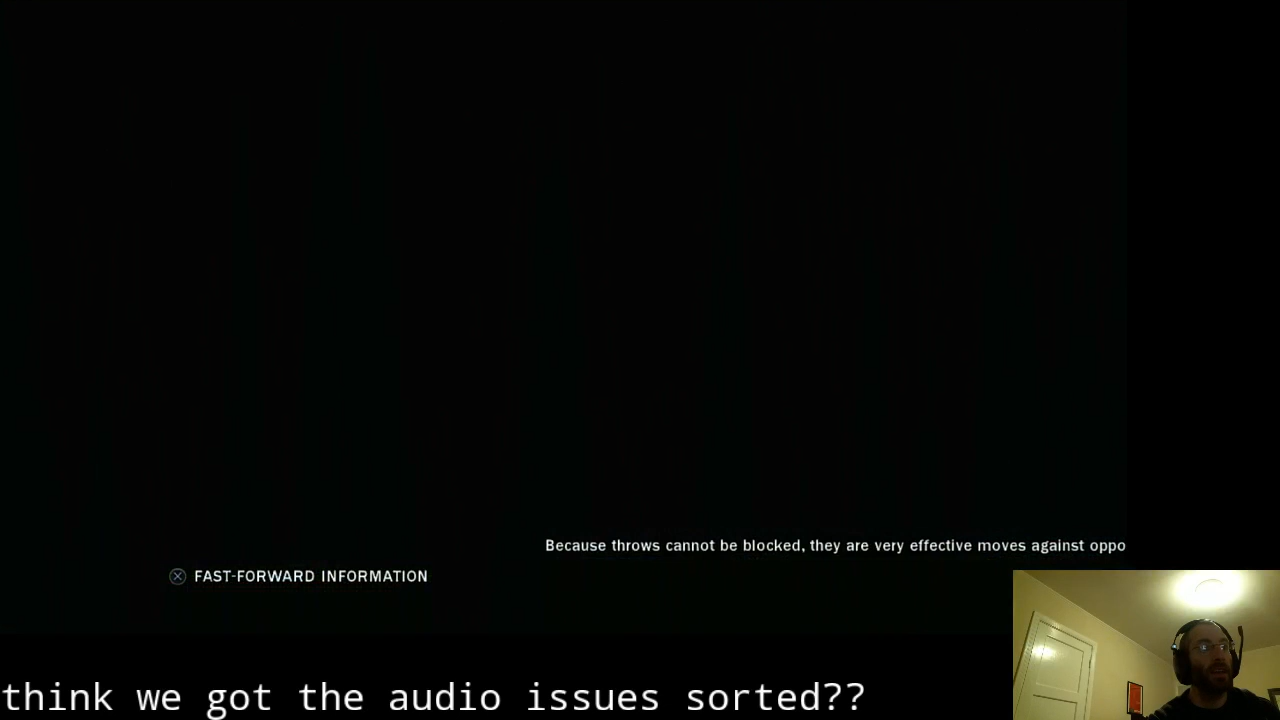 Because throws cannot be blocked, they are very effective moves against oppo
FAST-FORWARD INFORMATION
think we got the audio issues sorted??